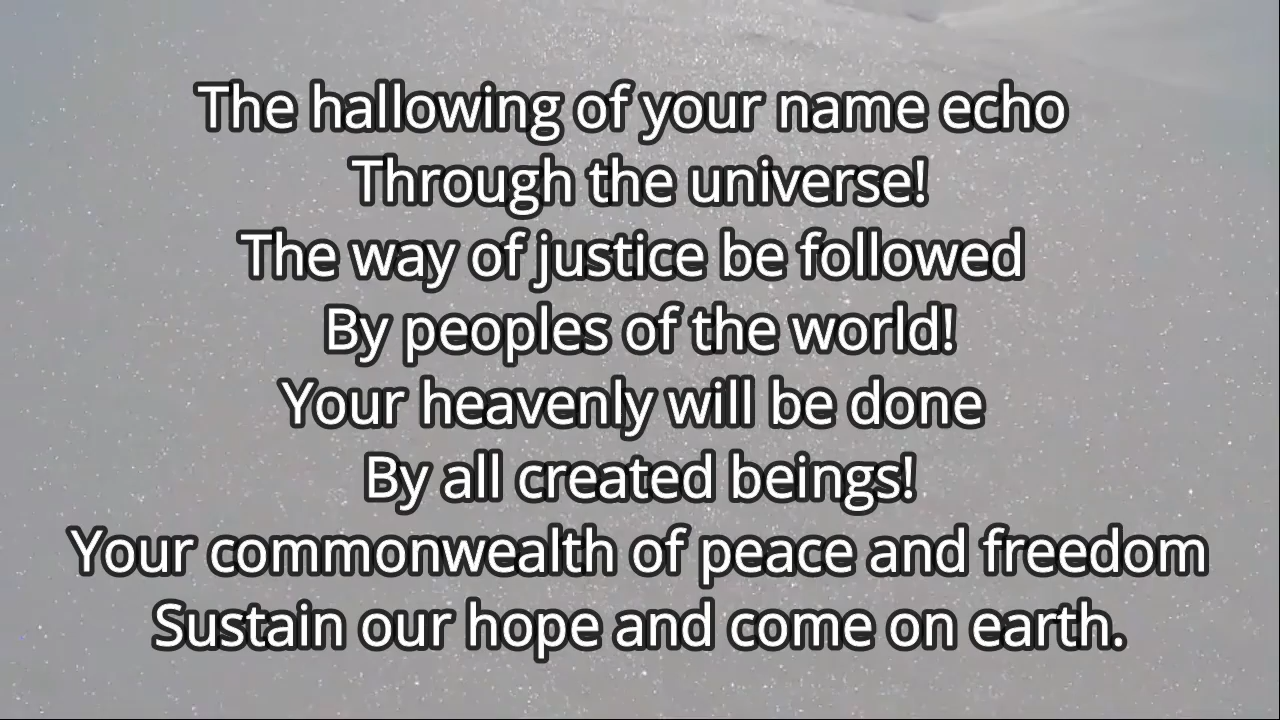 The hallowing of your name echo
Through the universe!
The way of justice be followed
By peoples of the world!
Your heavenly will be done
By all created beings!
Your commonwealth of peace and freedom
Sustain our hope and come on earth.